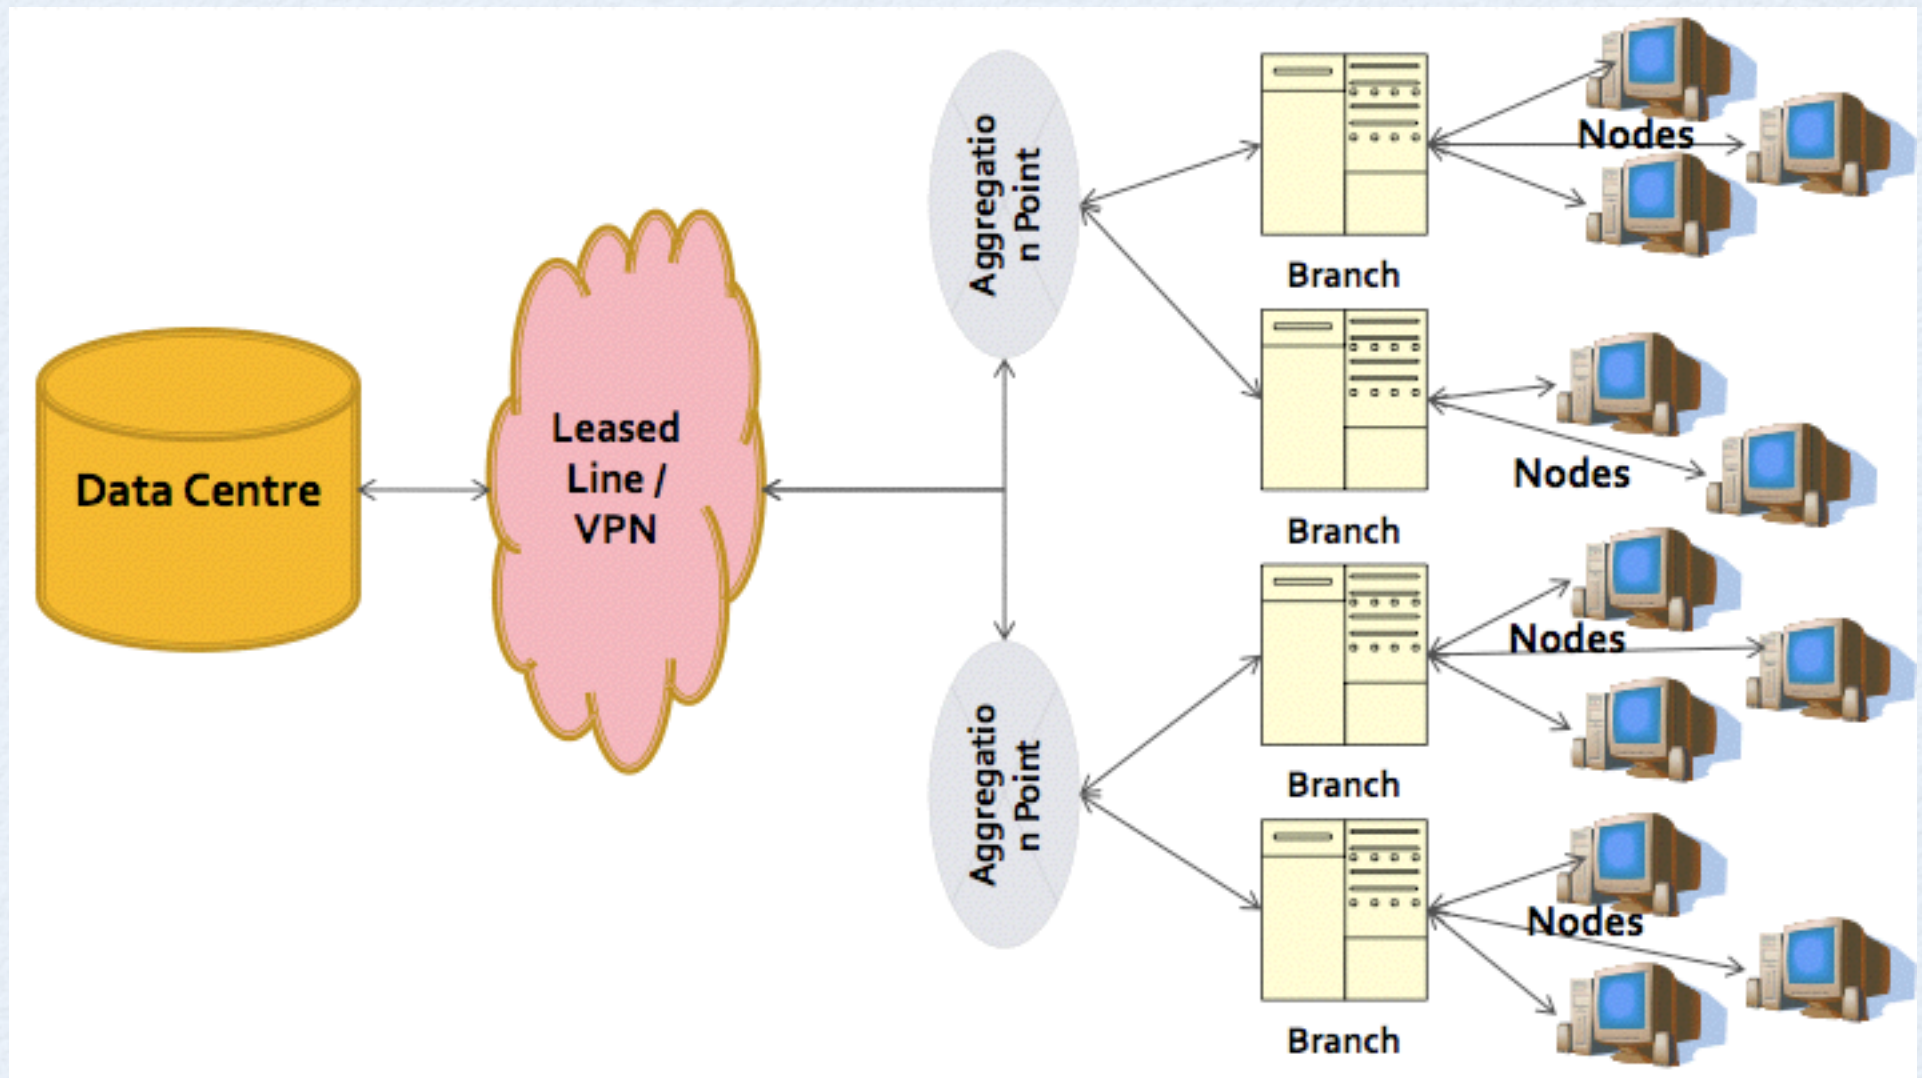 Data Centre
Leased
Line /
VPN
Aggregatio
n Point
Aggregatio
n Point
Branch
Nodes
Branch
Nodes
Branch
Nodes
Branch
Nodes